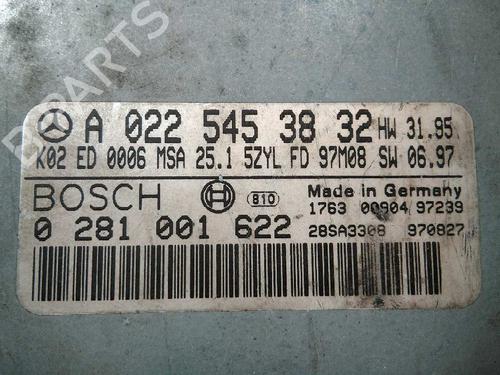 A 022 545 38 32 HW 31.95
K02 ED 0006 MSA 25.1 5ZYL FD 97M08 SW 06.97
BOSCH 810 Made in Germany
1763 00904 97239
0 281 001 622 28SA3308 970827
B-PARTS